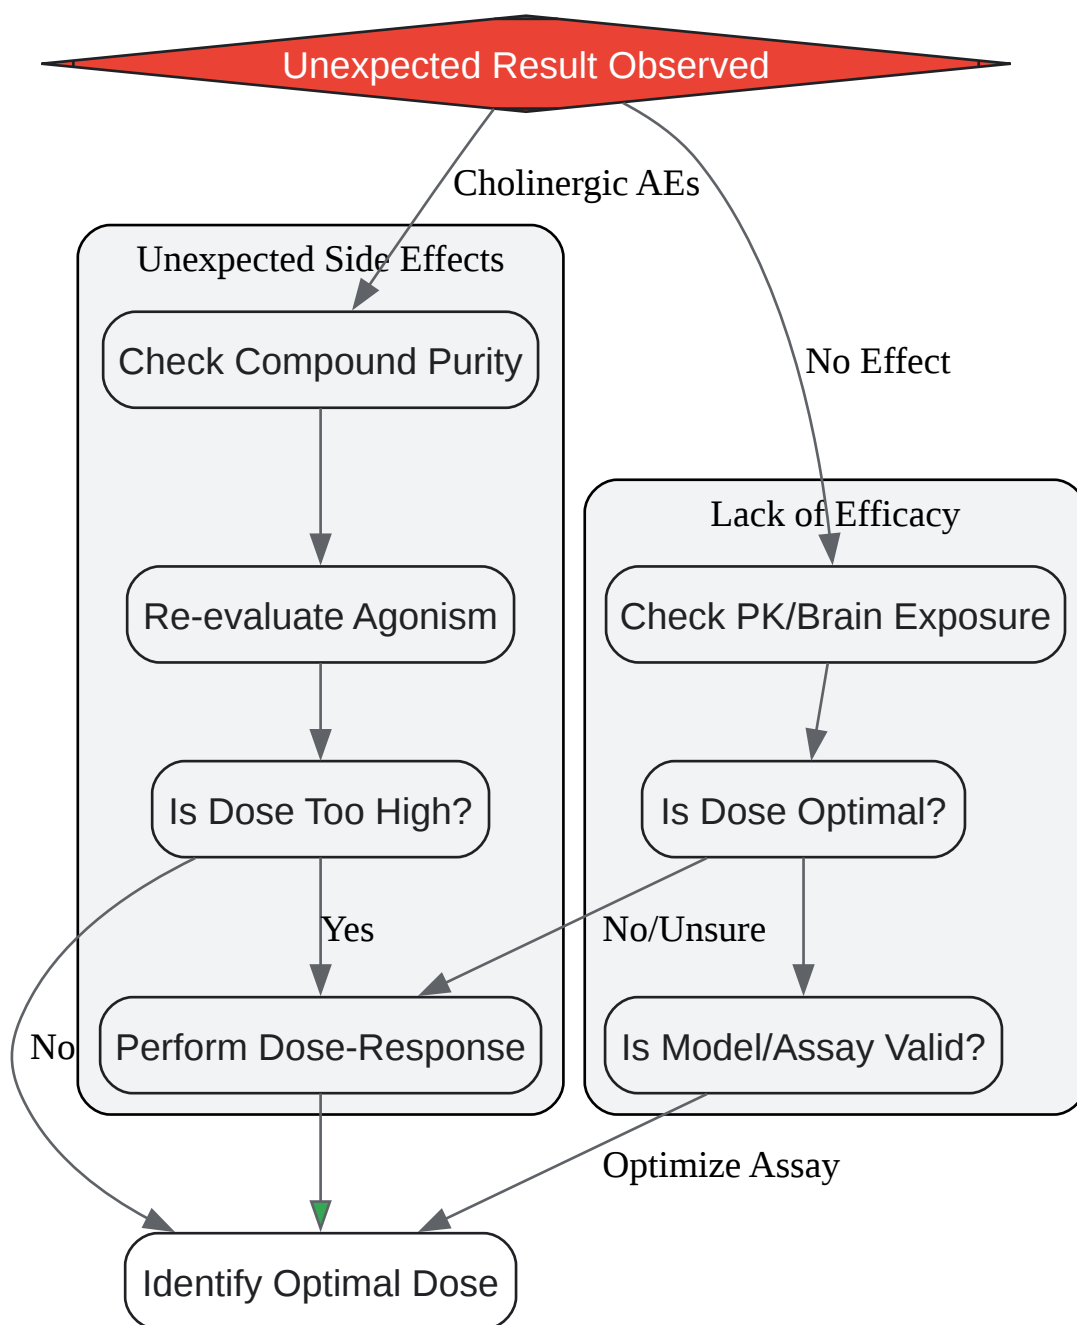 Unexpected Result Observed
Cholinergic AEs
Unexpected Side Effects
Check Compound Purity
No Effect
Lack of Efficacy
Re-evaluate Agonism
Check PK/Brain Exposure
Is Dose Too High?
Is Dose Optimal?
Yes
No/Unsure
No
Perform Dose-Response
Is Model/Assay Valid?
Optimize Assay
Identify Optimal Dose